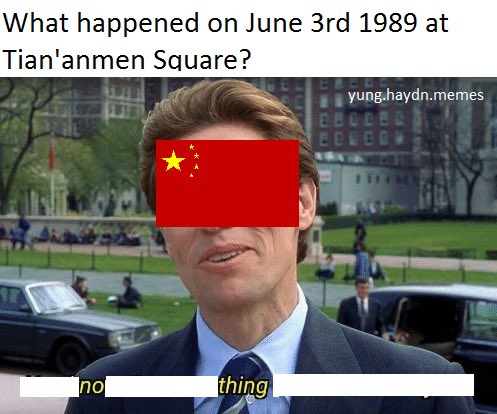 What happened on June 3rd 1989 at
Tian'anmen Square?
yung.haydn.memes
no thing